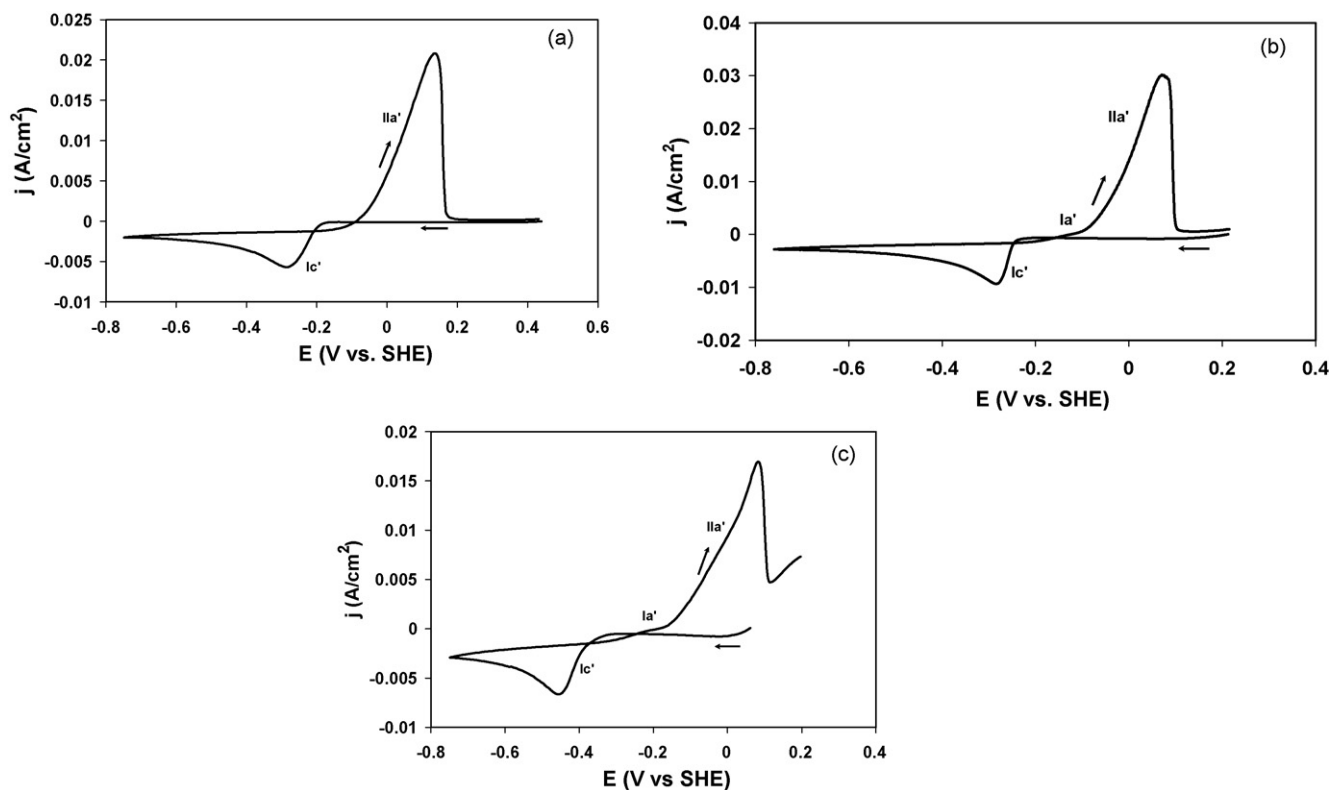 (a)
j (A/cm²)
0.025
0.02
0.015
0.01
0.005
0
-0.005
-0.01
IIa'
Ic'
-0.8 -0.6 -0.4 -0.2 0 0.2 0.4 0.6
E (V vs. SHE)
(b)
j (A/cm²)
0.04
0.03
0.02
0.01
0
-0.01
-0.02
IIa'
Ia'
Ic'
-0.8 -0.6 -0.4 -0.2 0 0.2 0.4
E (V vs. SHE)
(c)
j (A/cm²)
0.02
0.015
0.01
0.005
0
-0.005
-0.01
IIa'
Ia'
Ic'
-0.8 -0.6 -0.4 -0.2 0 0.2 0.4
E (V vs SHE)